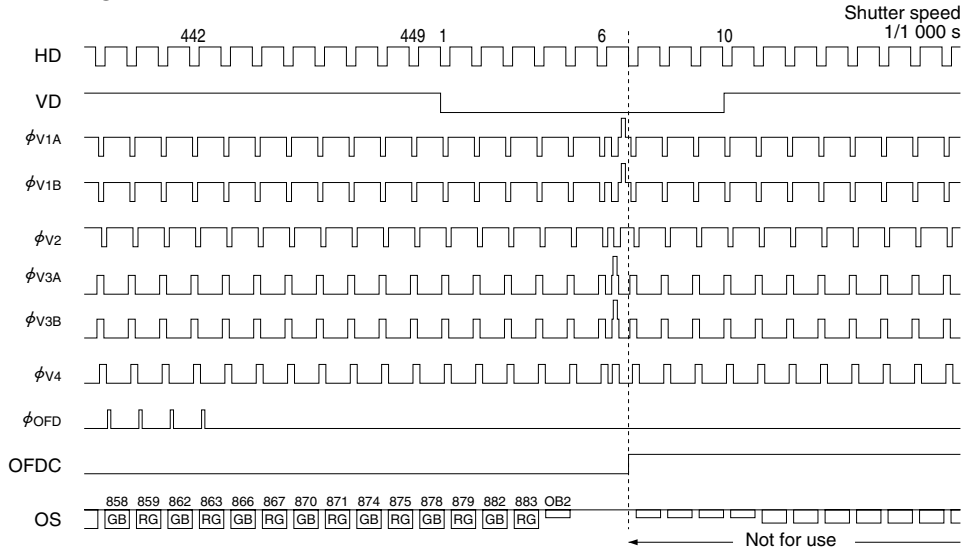 Shutter speed
1/1 000 s
442 449 1 6 10
HD
VD
ϕV1A
ϕV1B
ϕV2
ϕV3A
ϕV3B
ϕV4
ϕOFD
OFDC
858 859 862 863 866 867 870 871 874 875 878 879 882 883 OB2
OS GB RG GB RG GB RG GB RG GB RG GB RG GB RG
Not for use